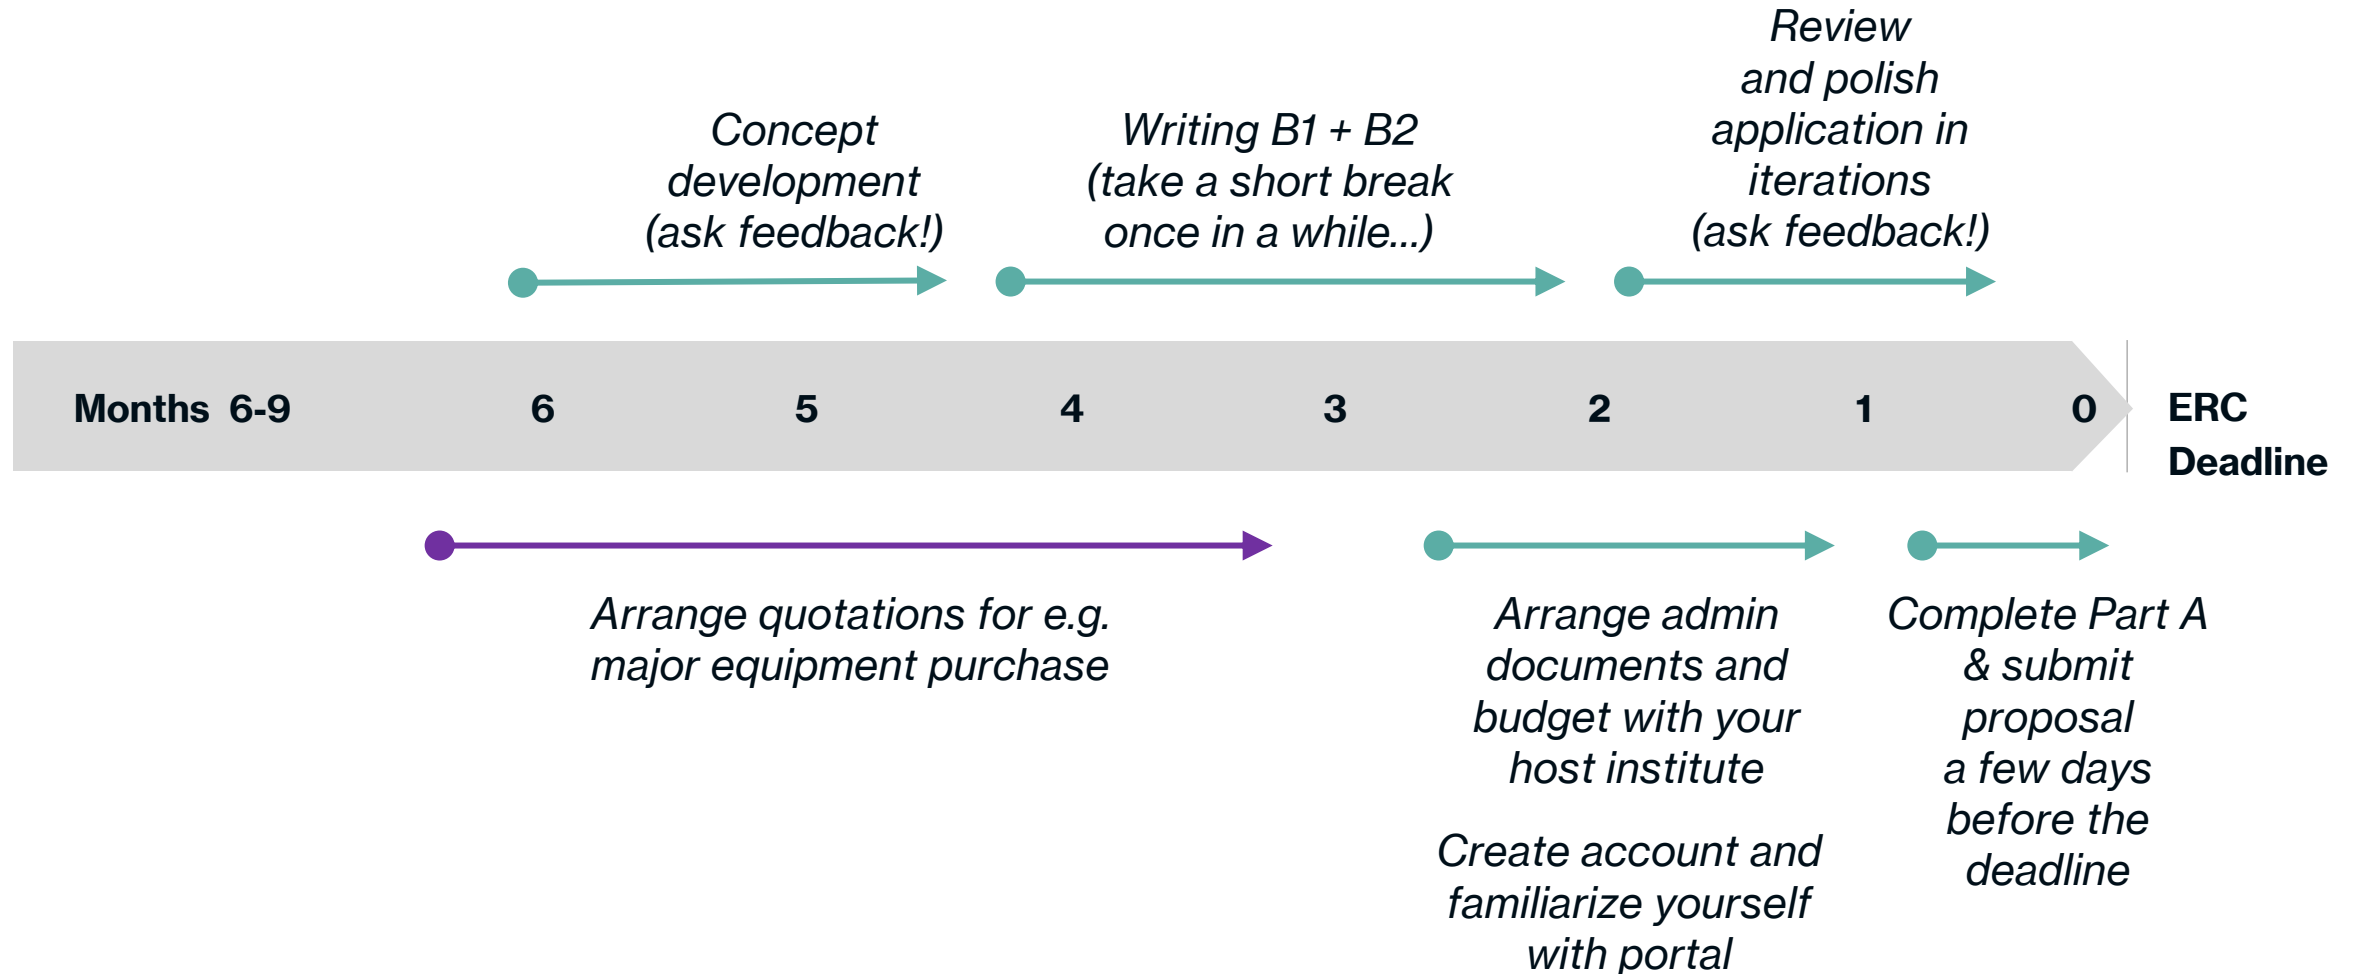 Concept
development
(ask feedback!)
Writing B1 + B2
(take a short break
once in a while...)
Review
and polish
application in
iterations
(ask feedback!)
Months 6-9 6 5 4 3 2 1 0
ERC
Deadline
Arrange quotations for e.g.
major equipment purchase
Arrange admin
documents and
budget with your
host institute
Create account and
familiarize yourself
with portal
Complete Part A
& submit
proposal
a few days
before the
deadline